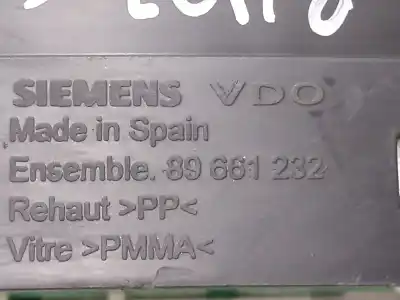 SIEMENS VDO
Made in Spain
Ensemble. 89 661 232
Rehaut >PP<
Vitre >PMMA<